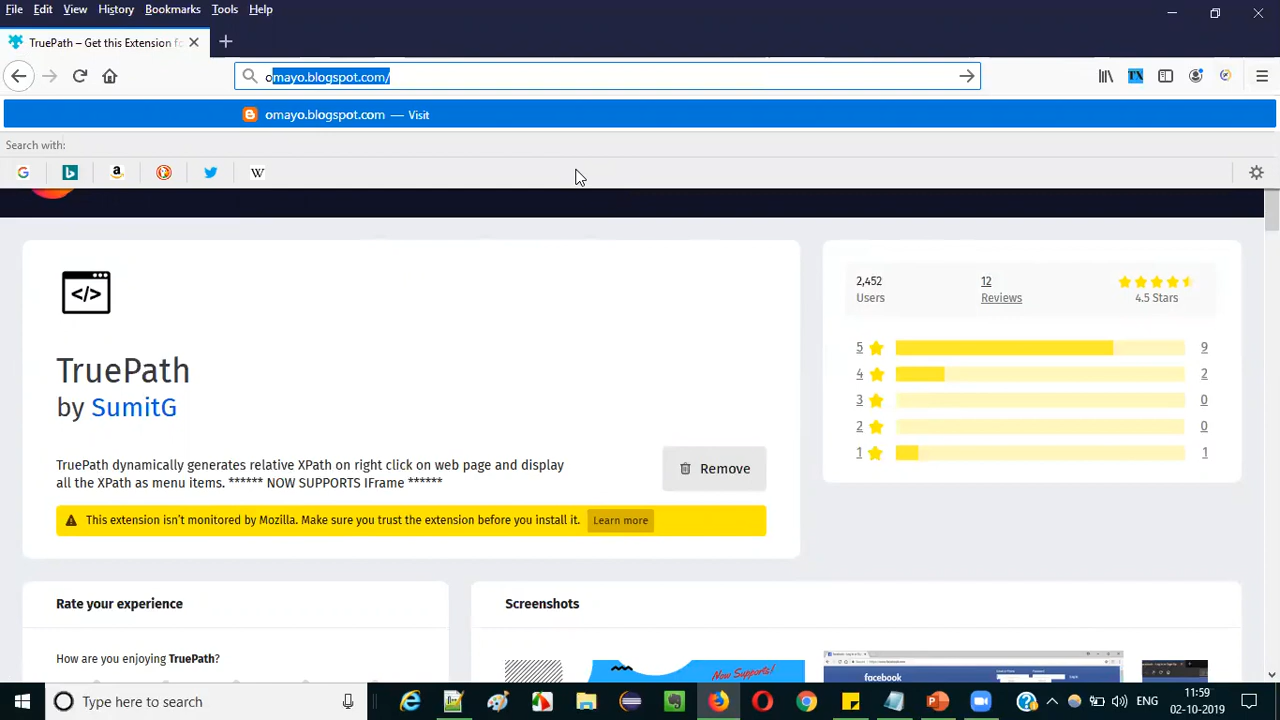 File Edit View History Bookmarks Tools Help
TruePath – Get this Extension fo
omayo.blogspot.com/
omayo.blogspot.com — Visit
Search with:
2,452
Users
12
Reviews
4.5 Stars
TruePath
by SumitG
5 9
4 2
3 0
2 0
1 1
TruePath dynamically generates relative XPath on right click on web page and display
all the XPath as menu items. ****** NOW SUPPORTS IFrame ******
Remove
This extension isn't monitored by Mozilla. Make sure you trust the extension before you install it. Learn more
Rate your experience
Screenshots
How are you enjoying TruePath?
Now Supports!
facebook
Type here to search
ENG
11:59
02-10-2019